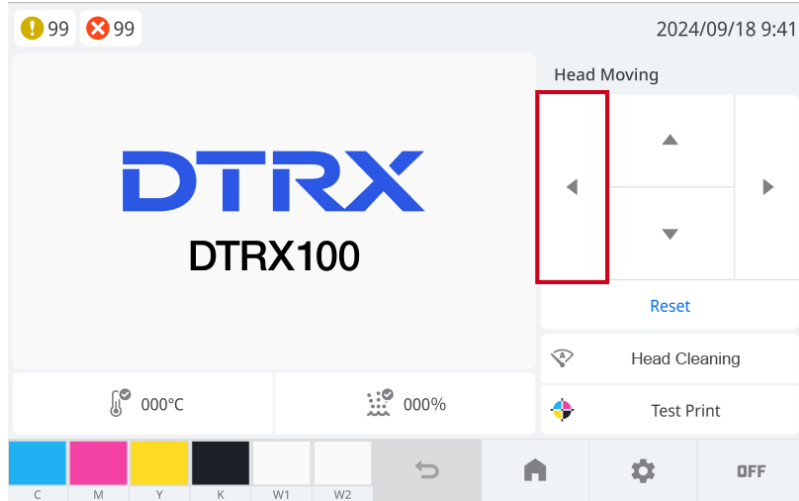 99 99 2024/09/18 9:41
Head Moving
DTRX
DTRX100
Reset
A Head Cleaning
000°C 000% Test Print
OFF
C M Y K W1 W2